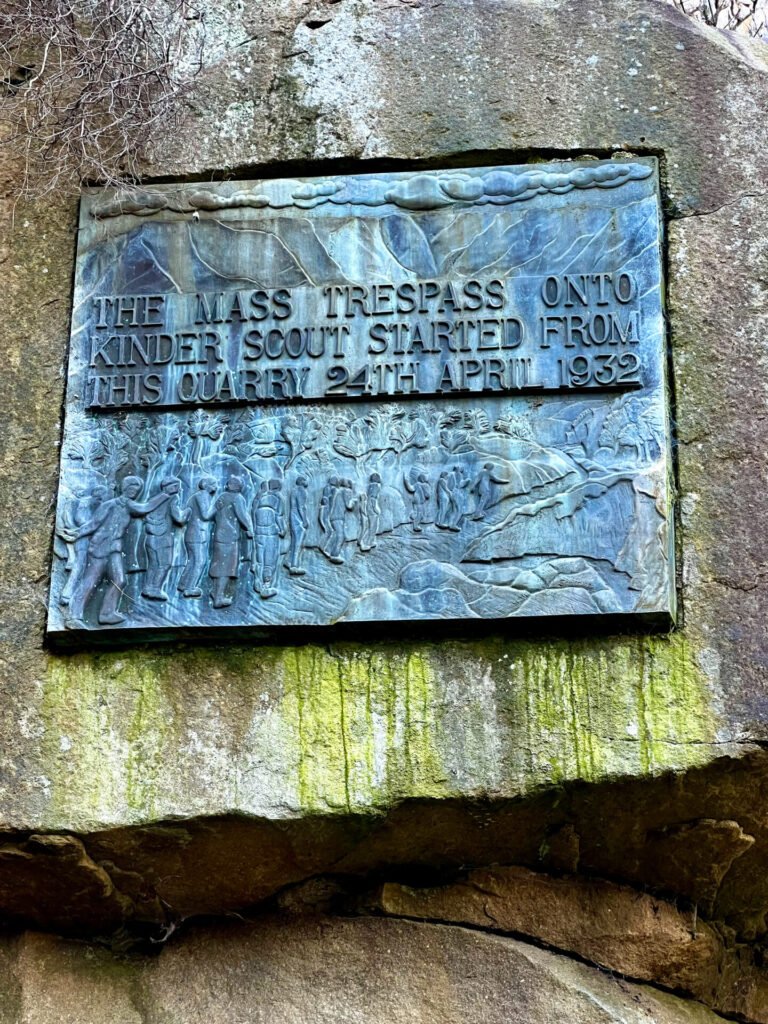 THE MASS TRESPASS ONTO
KINDER SCOUT STARTED FROM
THIS QUARRY 24TH APRIL 1932